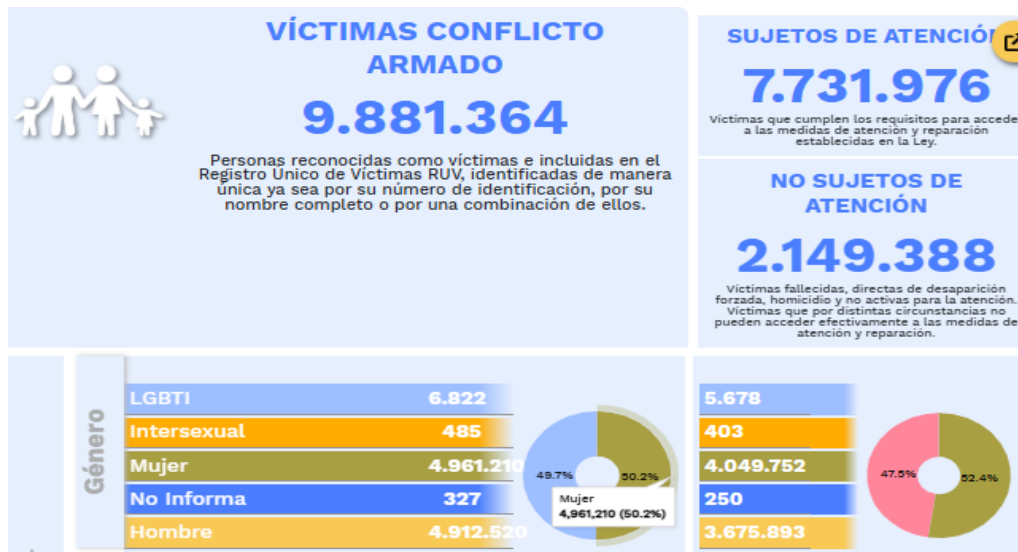 VÍCTIMAS CONFLICTO
ARMADO
9.881.364
Personas reconocidas como víctimas e incluidas en el
Registro Único de Víctimas RUV, identificadas de manera
única ya sea por su número de identificación, por su
nombre completo o por una combinación de ellos.
SUJETOS DE ATENCIÓN
7.731.976
Víctimas que cumplen los requisitos para acceder
a las medidas de atención y reparación
establecidas en la Ley.
NO SUJETOS DE
ATENCIÓN
2.149.388
Víctimas fallecidas, directas de desaparición
forzada, homicidio y no activas para la atención.
Víctimas que por distintas circunstancias no
pueden acceder efectivamente a las medidas de
atención y reparación.
Género
LGBTI 6.822
Intersexual 485
Mujer 4.961.210
No Informa 327
Hombre 4.912.520
49.7%
50.2%
Mujer
4,961,210 (50.2%)
5.678
403
4.049.752
250
3.675.893
47.5%
52.4%